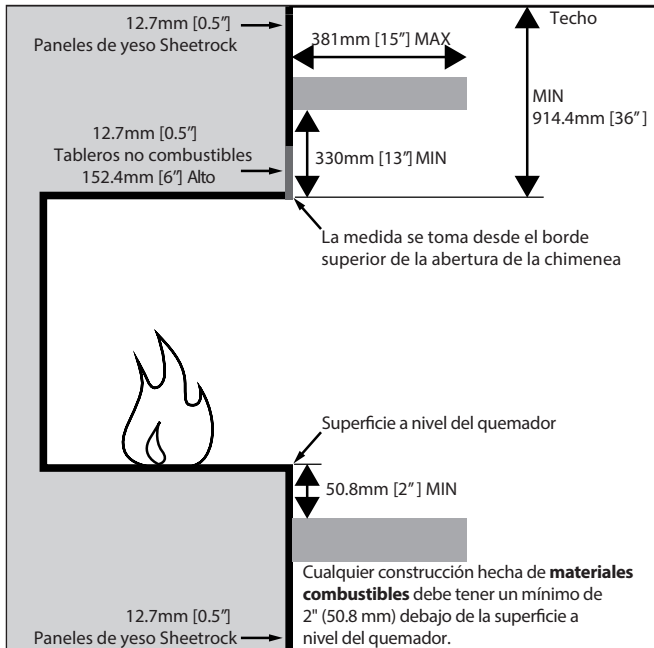 12.7mm [0.5”]
Paneles de yeso Sheetrock
381mm [15”] MAX
Techo
MIN
914.4mm [36”]
12.7mm [0.5”]
Tableros no combustibles
152.4mm [6”] Alto
330mm [13”] MIN
La medida se toma desde el borde
superior de la abertura de la chimenea
Superficie a nivel del quemador
50.8mm [2”] MIN
Cualquier construcción hecha de materiales
combustibles debe tener un mínimo de
2" (50.8 mm) debajo de la superficie a
nivel del quemador.
12.7mm [0.5”]
Paneles de yeso Sheetrock